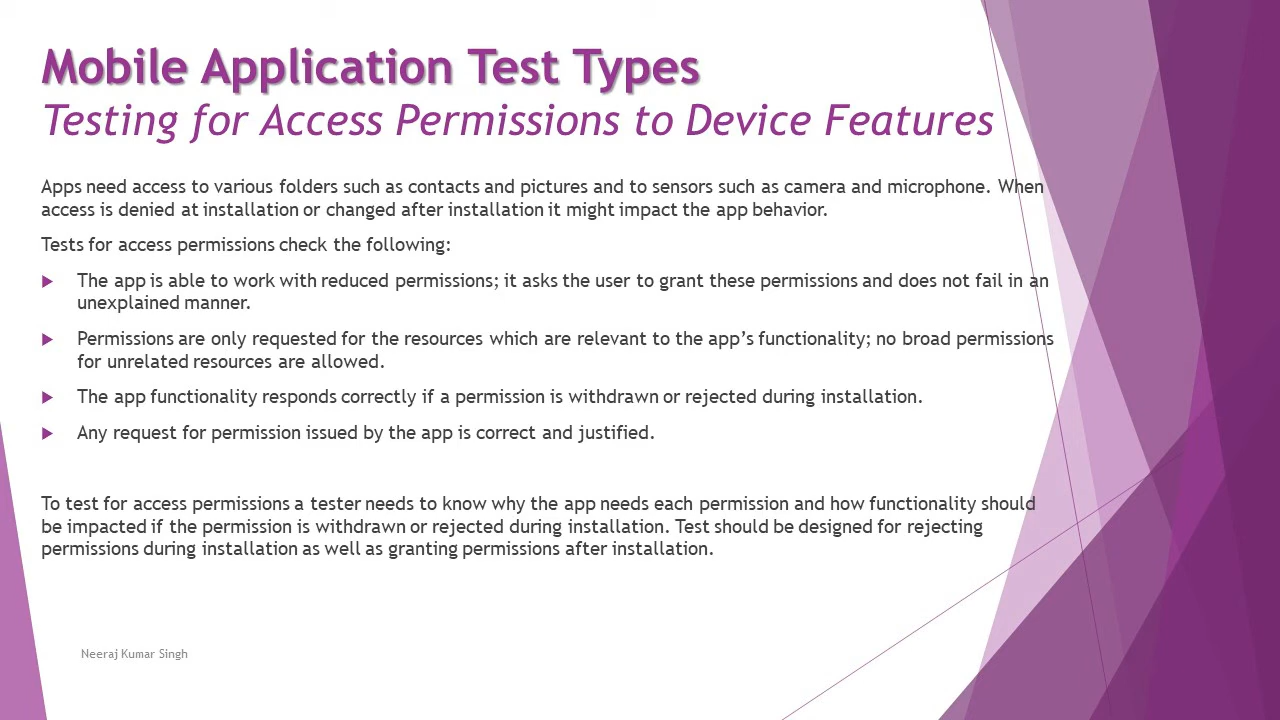 Mobile Application Test Types
Testing for Access Permissions to Device Features
Apps need access to various folders such as contacts and pictures and to sensors such as camera and microphone. When
access is denied at installation or changed after installation it might impact the app behavior.
Tests for access permissions check the following:
The app is able to work with reduced permissions; it asks the user to grant these permissions and does not fail in an
unexplained manner.
Permissions are only requested for the resources which are relevant to the app’s functionality; no broad permissions
for unrelated resources are allowed.
The app functionality responds correctly if a permission is withdrawn or rejected during installation.
Any request for permission issued by the app is correct and justified.
To test for access permissions a tester needs to know why the app needs each permission and how functionality should
be impacted if the permission is withdrawn or rejected during installation. Test should be designed for rejecting
permissions during installation as well as granting permissions after installation.
Neeraj Kumar Singh